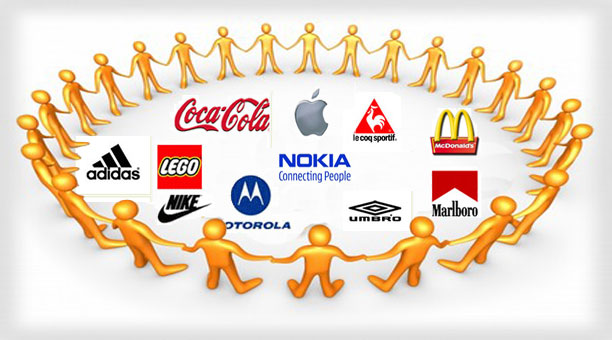 Coca-Cola
le coq sportif.
McDonald's
adidas
LEGO
NOKIA
Connecting People
NIKE
OTOROLA
UMBRO
Marlboro